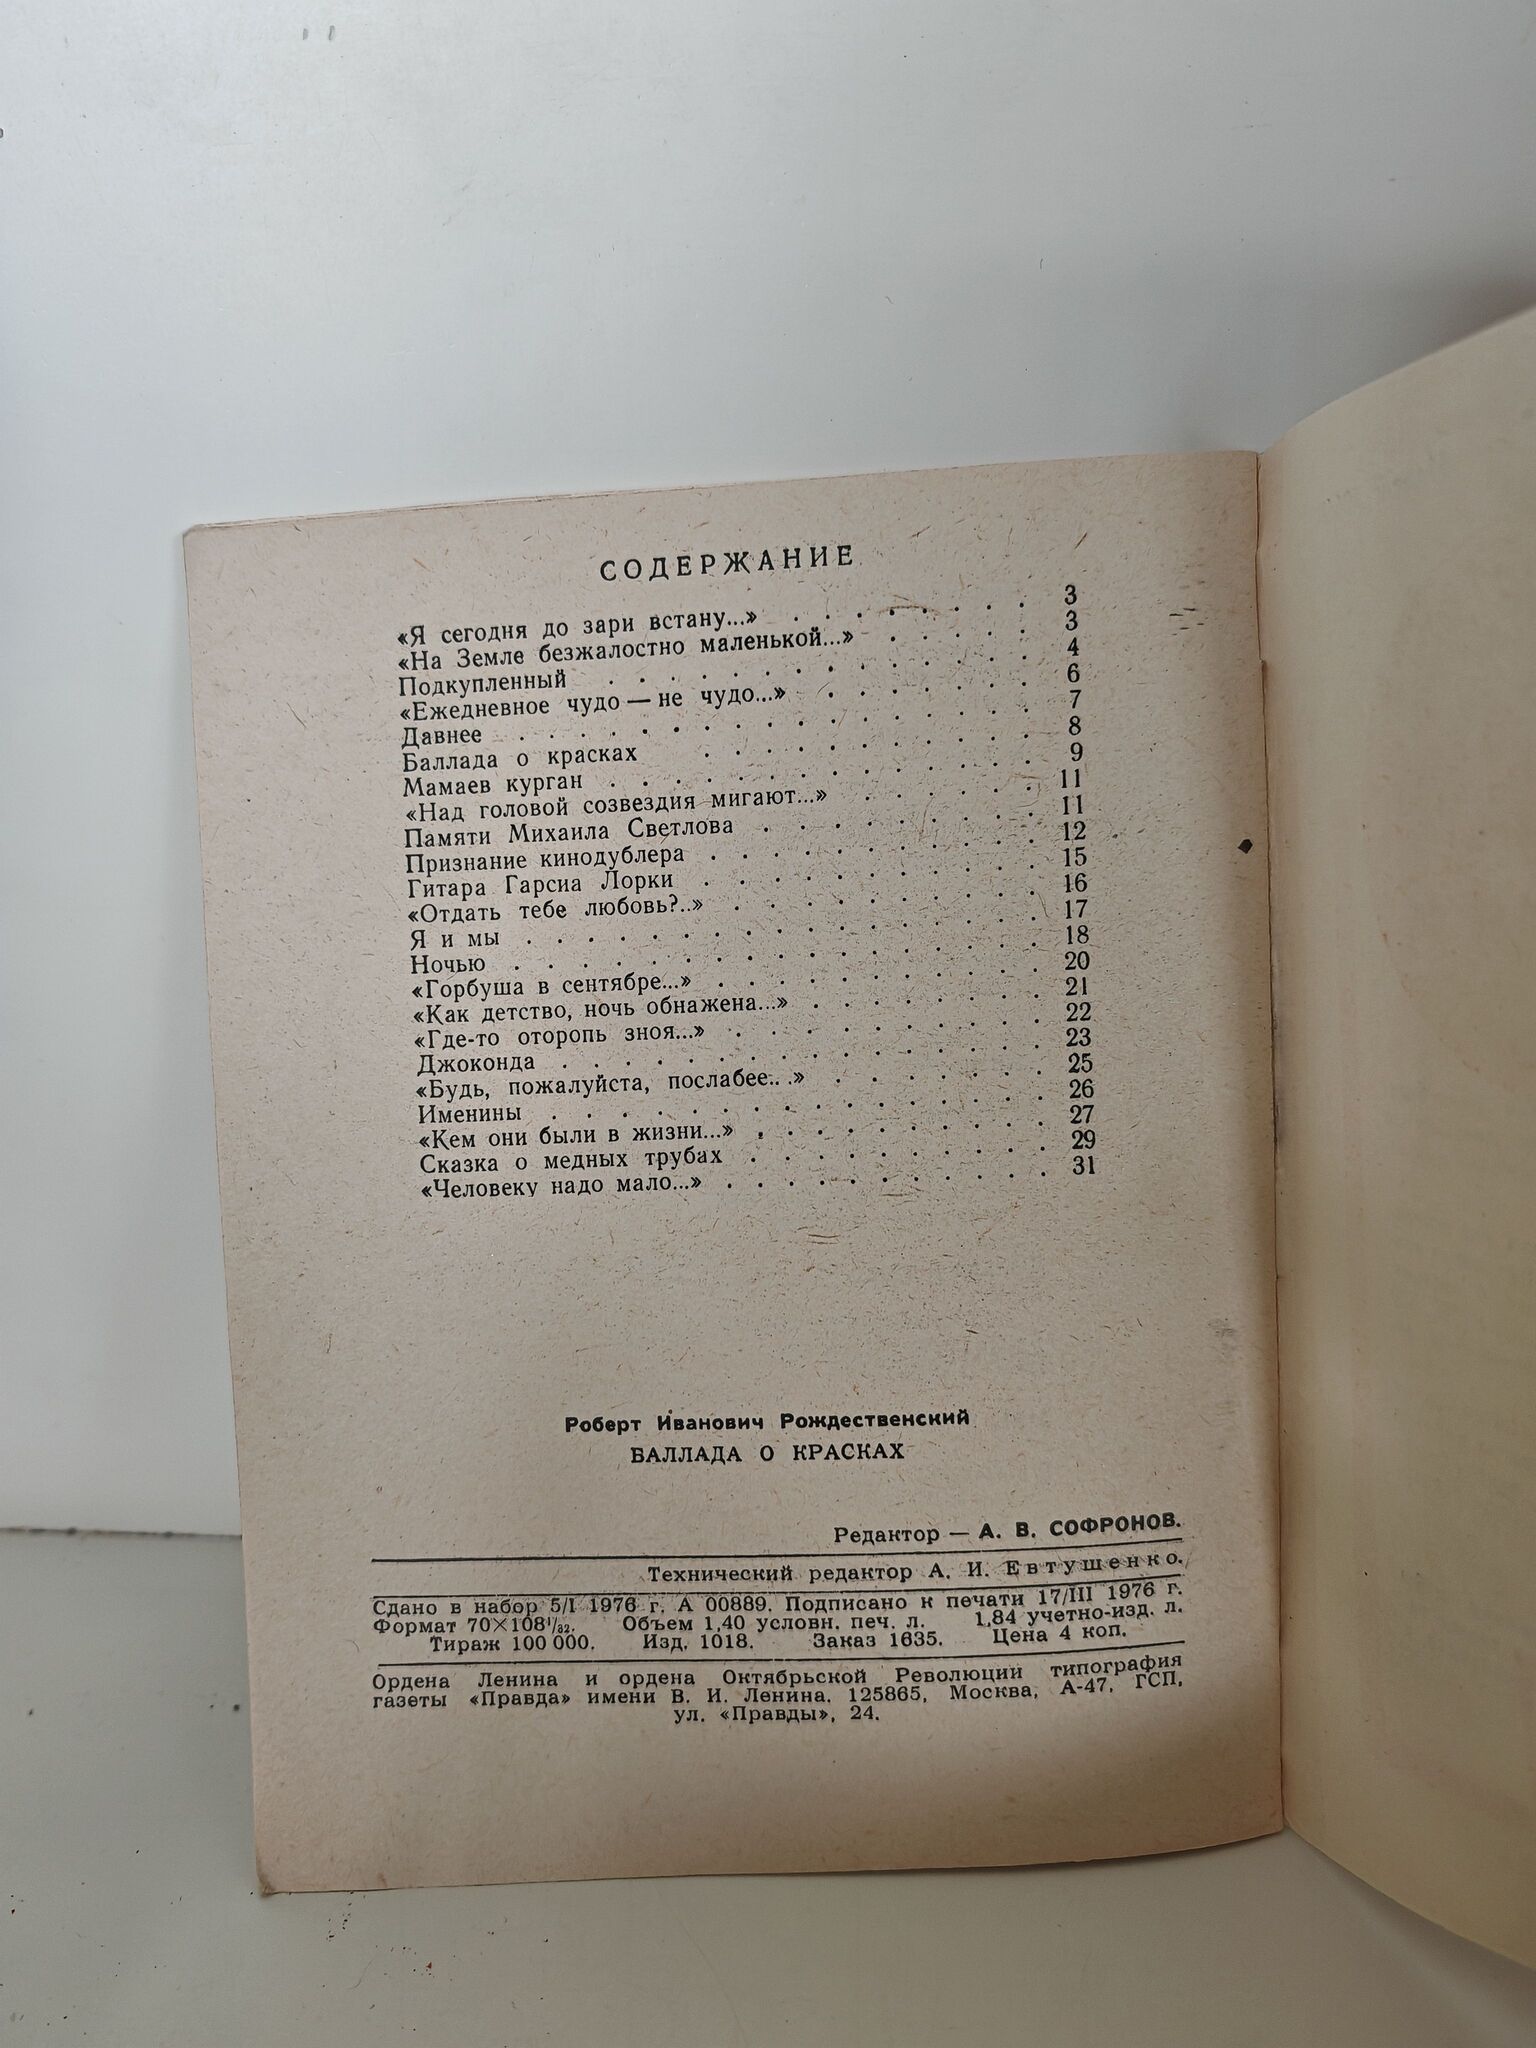 СОДЕРЖАНИЕ
«Я сегодня до зари встану...» . . . . . . . . 3
«На Земле безжалостно маленькой...» . . . . . 3
Подкупленный . . . . . . . . . . . . . . 4
«Ежедневное чудо — не чудо...» . . . . . . . 6
Давнее . . . . . . . . . . . . . . . . . 7
Баллада о красках . . . . . . . . . . . 8
Мамаев курган . . . . . . . . . . . . . . 9
«Над головой созвездия мигают...» . . . . . . 11
Памяти Михаила Светлова . . . . . . . . . 11
Признание кинодублера . . . . . . . . . . . 12
Гитара Гарсиа Лорки . . . . . . . . . . . 15
«Отдать тебе любовь?..» . . . . . . . . . . 16
Я и мы . . . . . . . . . . . . . . . . . 17
Ночью . . . . . . . . . . . . . . . . . 18
«Горбуша в сентябре...» . . . . . . . . . . 20
«Как детство, ночь обнажена...» . . . . . . . 21
«Где-то оторопь зноя...» . . . . . . . . . . 22
Джоконда . . . . . . . . . . . . . . . . 23
«Будь, пожалуйста, послабее...» . . . . . . . 25
Именины . . . . . . . . . . . . . . . . 26
«Кем они были в жизни...» . . . . . . . . . . 27
Сказка о медных трубах . . . . . . . . . . 29
«Человеку надо мало...» . . . . . . . . . . . 31
Роберт Иванович Рождественский
БАЛЛАДА О КРАСКАХ
Редактор — А. В. СОФРОНОВ.
Технический редактор А. И. Евтушенко.
Сдано в набор 5/I 1976 г. А 00889. Подписано к печати 17/III 1976 г.
Формат 70×108¹/₃₂. Объем 1,40 условн. печ. л. 1,84 учетно-изд. л.
Тираж 100 000. Изд. 1018. Заказ 1635. Цена 4 коп.
Ордена Ленина и ордена Октябрьской Революции типография
газеты «Правда» имени В. И. Ленина. 125865, Москва, А-47, ГСП,
ул. «Правды», 24.